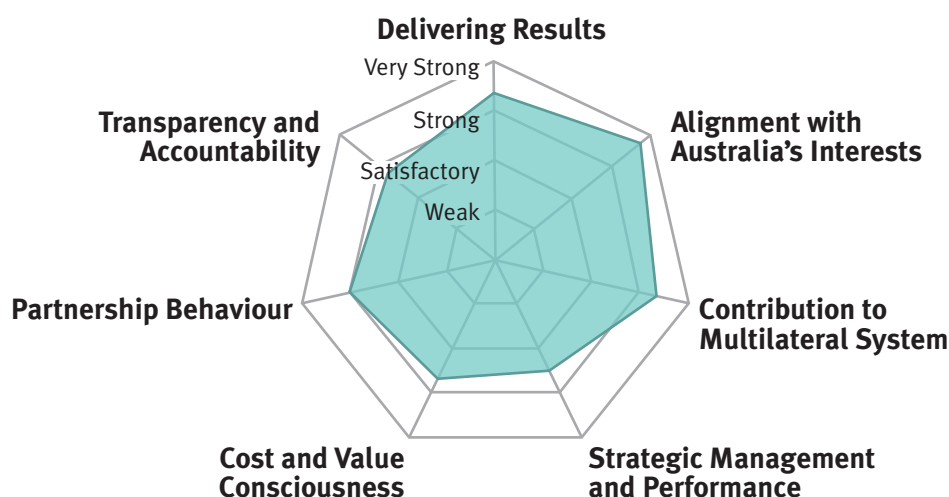 Delivering Results
Very Strong
Strong
Satisfactory
Weak
Transparency and
Accountability
Alignment with
Australia’s Interests
Partnership Behaviour
Contribution to
Multilateral System
Cost and Value
Consciousness
Strategic Management
and Performance